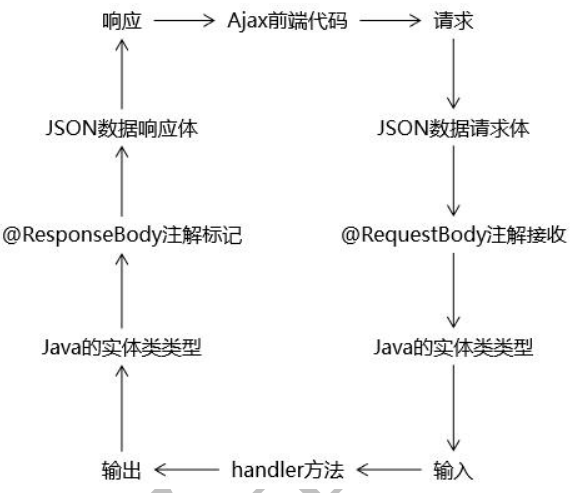 响应
Ajax前端代码
请求
JSON数据响应体
JSON数据请求体
@ResponseBody注解标记
@RequestBody注解接收
Java的实体类类型
Java的实体类类型
输出
handler方法
输入